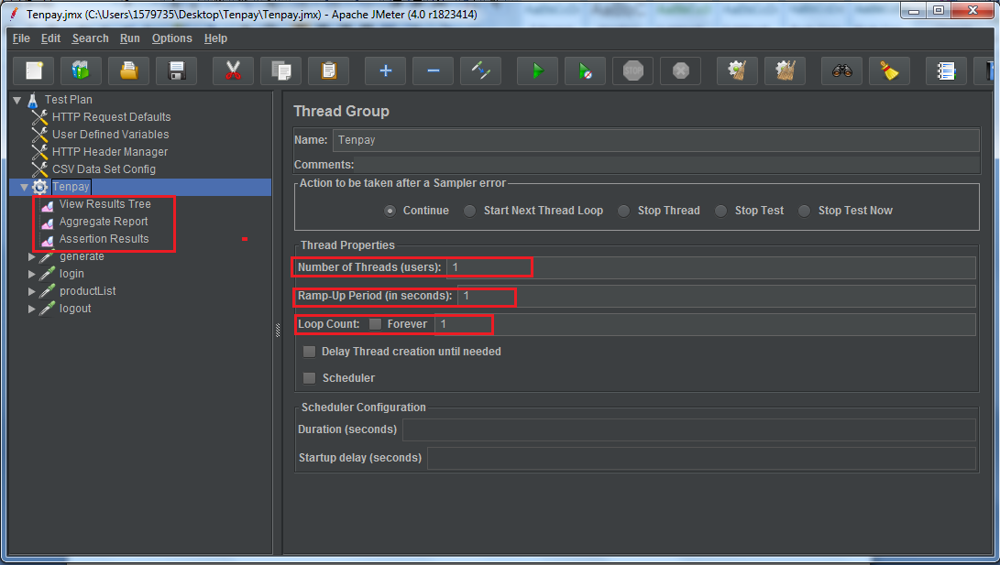 Tenpay.jmx (C:\Users\1579735\Desktop\Tenpay\Tenpay.jmx) - Apache JMeter (4.0 r1823414)
File Edit Search Run Options Help
STOP
Test Plan
HTTP Request Defaults
User Defined Variables
HTTP Header Manager
CSV Data Set Config
Tenpay
View Results Tree
Aggregate Report
Assertion Results
generate
login
productList
logout
Thread Group
Name: Tenpay
Comments:
Action to be taken after a Sampler error
Continue Start Next Thread Loop Stop Thread Stop Test Stop Test Now
Thread Properties
Number of Threads (users): 1
Ramp-Up Period (in seconds): 1
Loop Count: Forever 1
Delay Thread creation until needed
Scheduler
Scheduler Configuration
Duration (seconds)
Startup delay (seconds)